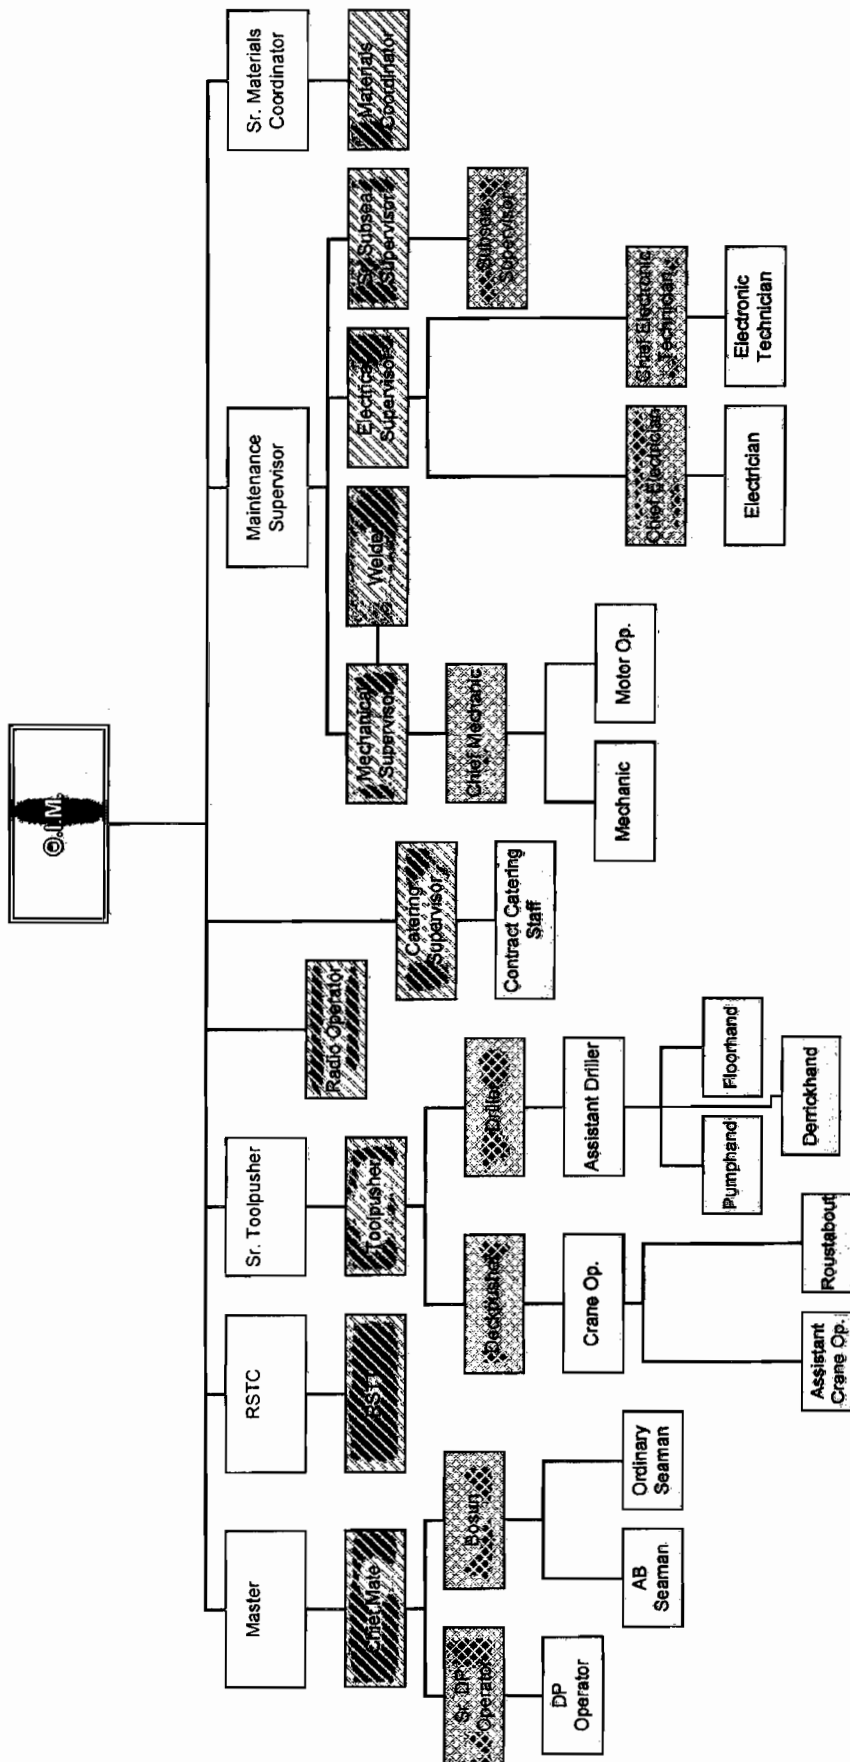 O.I.M.
Master
RSTC
Sr. Toolpusher
Maintenance
Supervisor
Sr. Materials
Coordinator
Radio Operator
Chief Mate
Toolpusher
Catering
Supervisor
Mechanical
Supervisor
Welder
Electrical
Supervisor
Sr. Subsea
Supervisor
Materials
Coordinator
Sr. DP
Operator
Bosun
Deckpusher
Driller
Contract Catering
Staff
Chief Mechanic
Subsea
Supervisor
DP
Operator
AB
Seaman
Ordinary
Seaman
Crane Op.
Assistant Driller
Mechanic
Motor Op.
Chief Electrician
Chief Electronic
Technician
Pumphand
Floorhand
Electrician
Electronic
Technician
Derrickhand
Assistant
Crane Op.
Roustabout